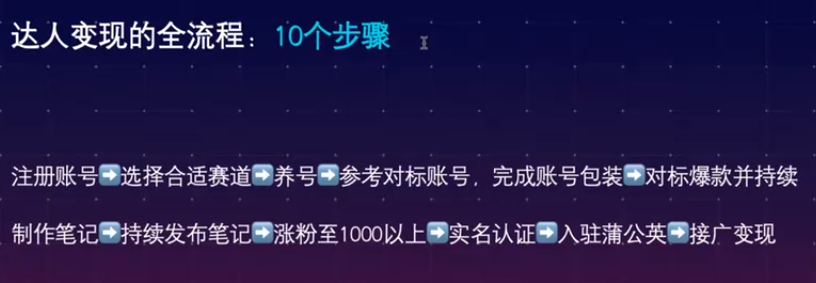 达人变现的全流程：10个步骤
注册账号➡选择合适赛道➡养号➡参考对标账号，完成账号包装➡对标爆款并持续
制作笔记➡持续发布笔记➡涨粉至1000以上➡实名认证➡入驻蒲公英➡接广变现